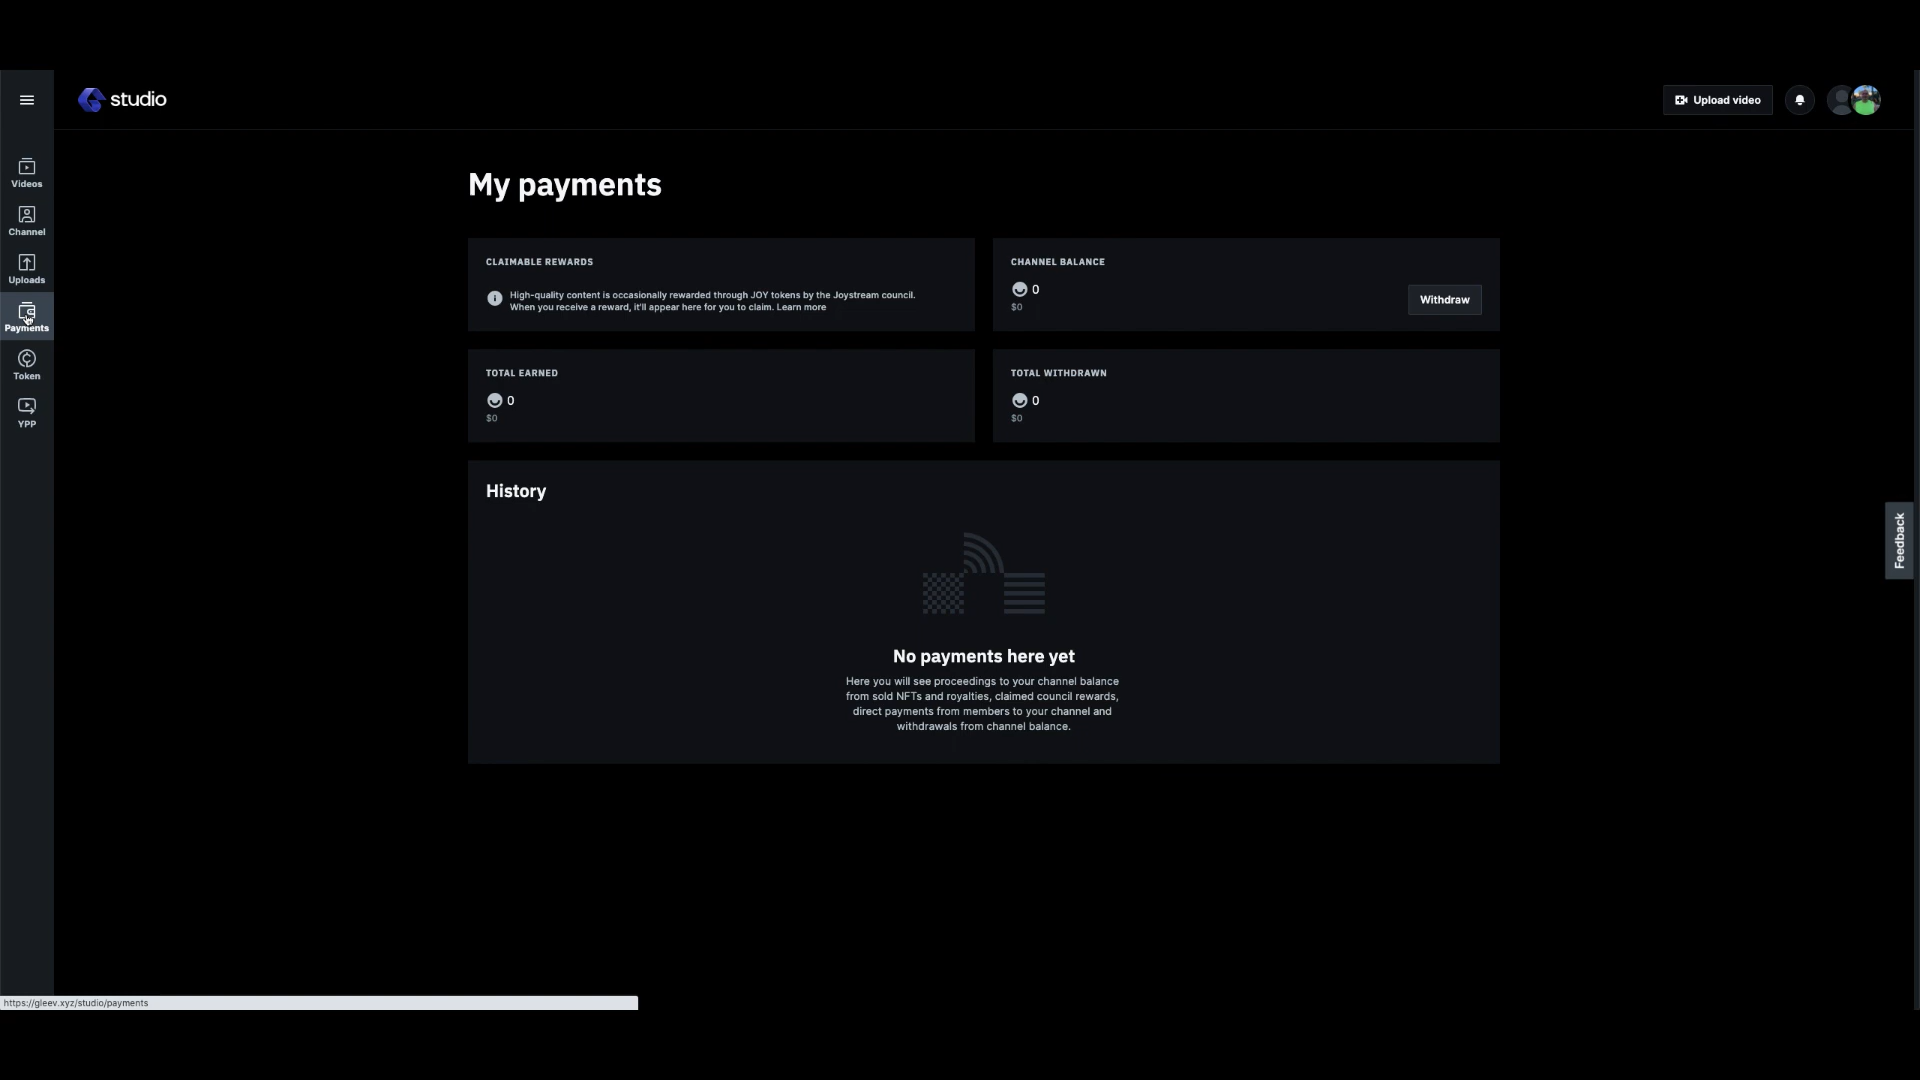 studio
Upload video
Videos
Channel
Uploads
Payments
Token
YPP
My payments
CLAIMABLE REWARDS
High-quality content is occasionally rewarded through JOY tokens by the Joystream council.
When you receive a reward, it'll appear here for you to claim. Learn more
CHANNEL BALANCE
0
$0
Withdraw
TOTAL EARNED
0
$0
TOTAL WITHDRAWN
0
$0
History
No payments here yet
Here you will see proceedings to your channel balance
from sold NFTs and royalties, claimed council rewards,
direct payments from members to your channel and
withdrawals from channel balance.
Feedback
https://gleev.xyz/studio/payments